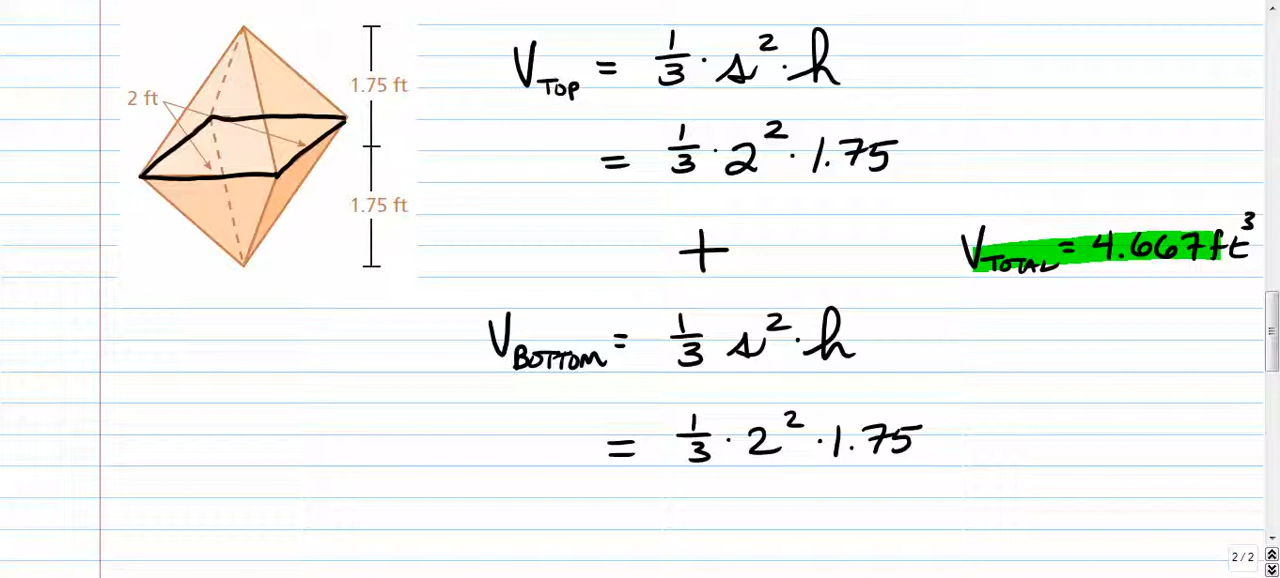 1.75 ft
2 ft
1.75 ft
V_TOP = 1/3 · s² · h
= 1/3 · 2² · 1.75
+
V_TOTAL = 4.667 ft³
V_BOTTOM = 1/3 s² · h
= 1/3 · 2² · 1.75
2 / 2